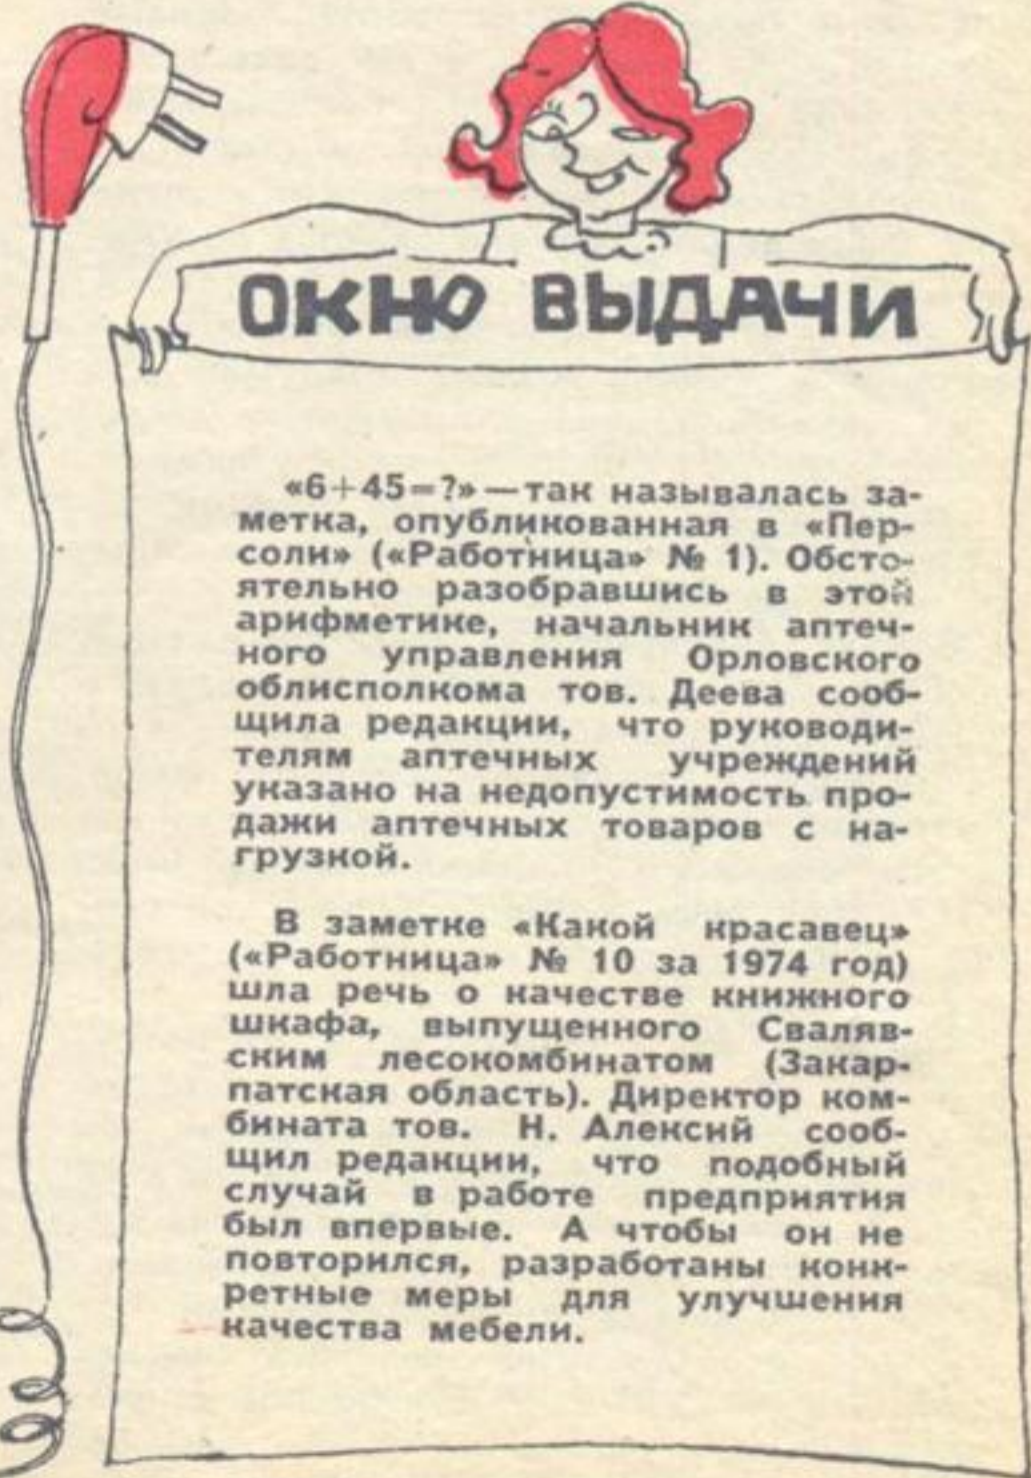 ОКНО ВЫДАЧИ
«6+45=?»—так называлась за-
метка, опубликованная в «Пер-
соли» («Работница» № 1). Обсто-
ятельно разобравшись в этой
арифметике, начальник аптеч-
ного управления Орловского
облисполкома тов. Деева сооб-
щила редакции, что руководи-
телям аптечных учреждений
указано на недопустимость про-
дажи аптечных товаров с на-
грузкой.
В заметке «Какой красавец»
(«Работница» № 10 за 1974 год)
шла речь о качестве книжного
шкафа, выпущенного Сваляв-
ским лесокомбинатом (Закар-
патская область). Директор ком-
бината тов. Н. Алексий сооб-
щил редакции, что подобный
случай в работе предприятия
был впервые. А чтобы он не
повторился, разработаны конк-
ретные меры для улучшения
качества мебели.